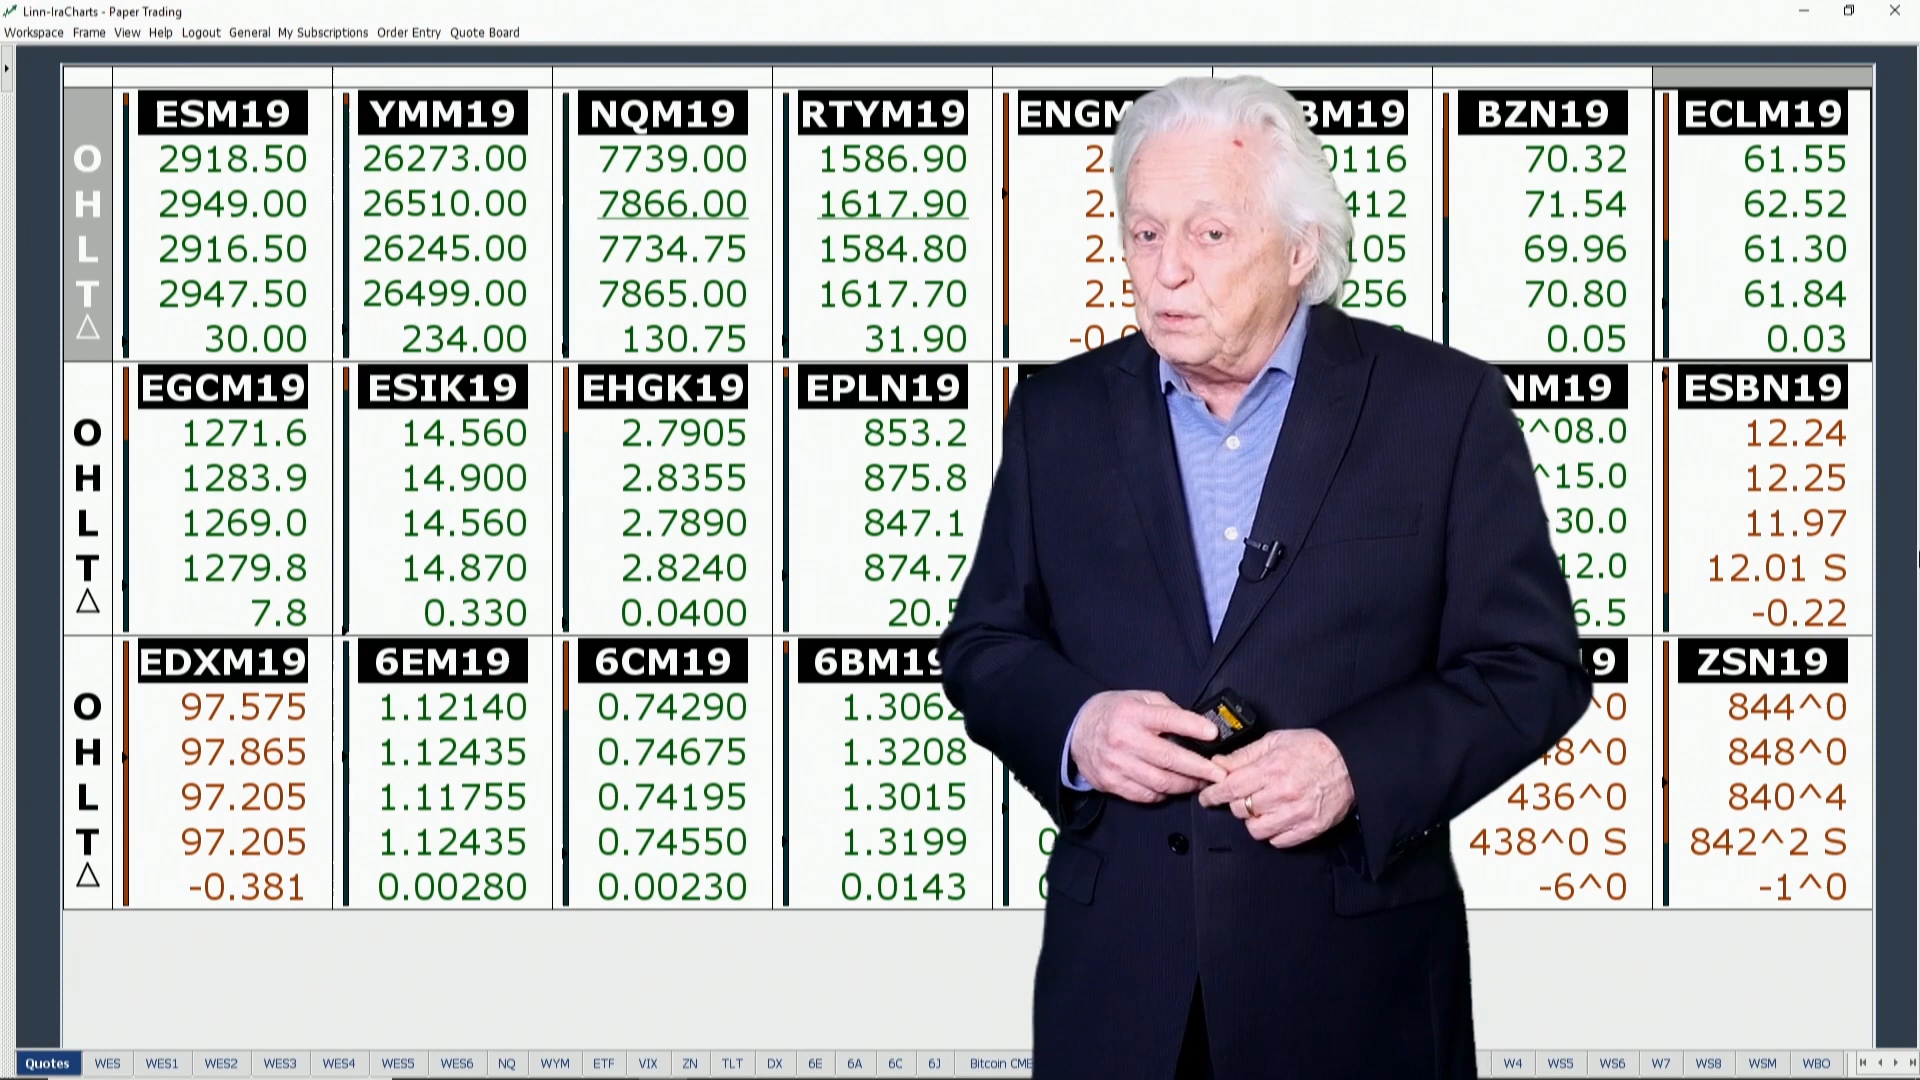 Linn-IraCharts - Paper Trading
Workspace Frame View Help Logout General My Subscriptions Order Entry Quote Board
ESM19 YMM19 NQM19 RTYM19 BZN19 ECLM19
O 2918.50 26273.00 7739.00 1586.90 70.32 61.55
H 2949.00 26510.00 7866.00 1617.90 71.54 62.52
L 2916.50 26245.00 7734.75 1584.80 69.96 61.30
T 2947.50 26499.00 7865.00 1617.70 70.80 61.84
△ 30.00 234.00 130.75 31.90 0.05 0.03
EGCM19 ESIK19 EHGK19 EPLN19 ESBN19
O 1271.6 14.560 2.7905 853.2 12.24
H 1283.9 14.900 2.8355 875.8 12.25
L 1269.0 14.560 2.7890 847.1 11.97
T 1279.8 14.870 2.8240 874.7 12.01 S
△ 7.8 0.330 0.0400 -0.22
EDXM19 6EM19 6CM19 6BM19 ZSN19
O 97.575 1.12140 0.74290 1.3062 844^0
H 97.865 1.12435 0.74675 1.3208 848^0
L 97.205 1.11755 0.74195 1.3015 436^0 840^4
T 97.205 1.12435 0.74550 1.3199 438^0 S 842^2 S
△ -0.381 0.00280 0.00230 0.0143 -6^0 -1^0
Quotes WES WES1 WES2 WES3 WES4 WES5 WES6 NQ WYM ETF VIX ZN TLT DX 6E 6A 6C 6J Bitcoin CME W4 WS5 WS6 W7 WS8 WSM WBO